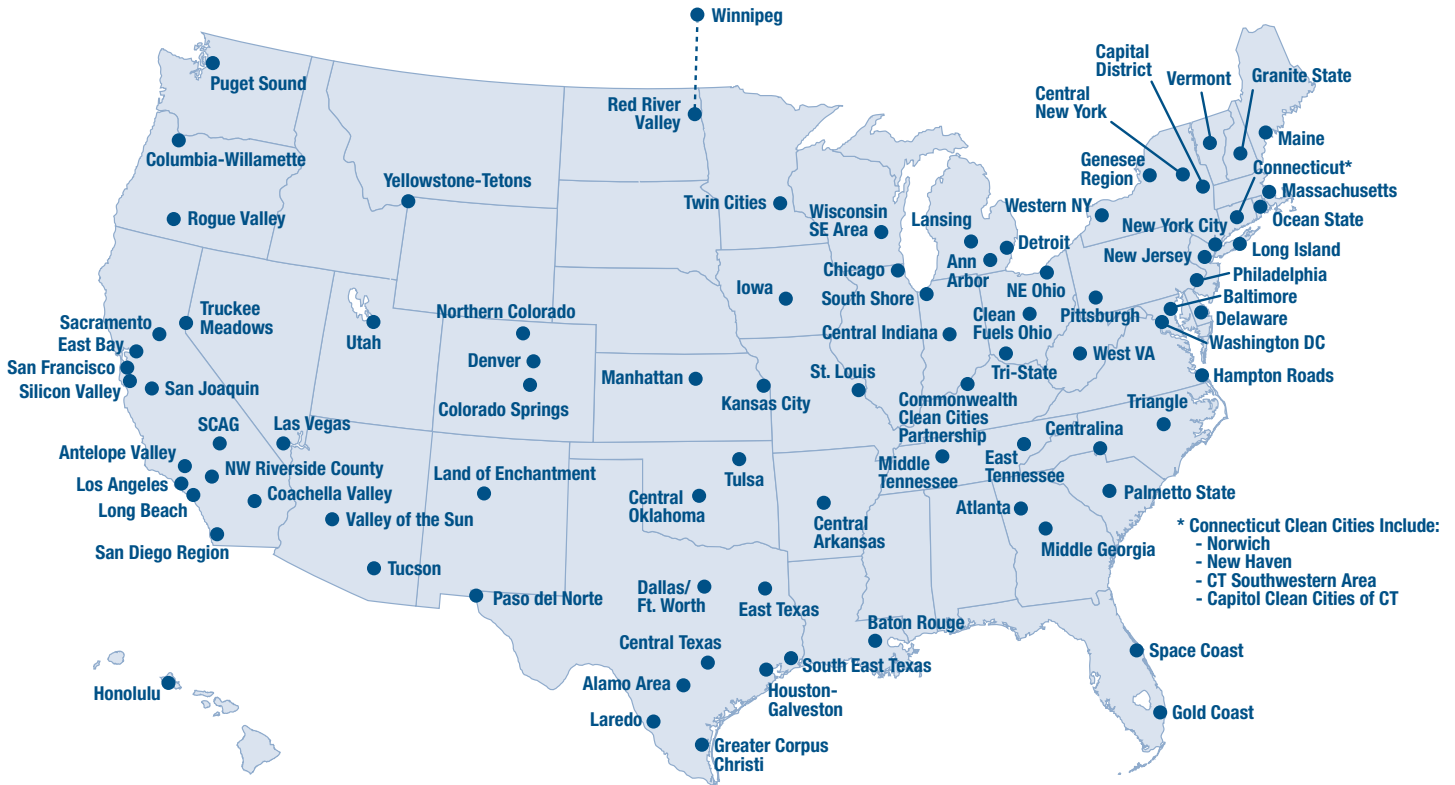 Winnipeg
Puget Sound
Red River
Valley
Capital
District
Vermont
Granite State
Central
New York
Maine
Columbia-Willamette
Genesee
Region
Connecticut*
Yellowstone-Tetons
Massachusetts
Rogue Valley
Twin Cities
Wisconsin
SE Area
Lansing
Western NY
New York City
Ocean State
Detroit
Long Island
Chicago
Ann
Arbor
New Jersey
Philadelphia
Iowa
South Shore
NE Ohio
Baltimore
Truckee
Meadows
Northern Colorado
Clean
Fuels Ohio
Pittsburgh
Delaware
Sacramento
Utah
Central Indiana
Washington DC
East Bay
Denver
West VA
San Francisco
Manhattan
St. Louis
Tri-State
Hampton Roads
Silicon Valley
San Joaquin
Colorado Springs
Kansas City
Commonwealth
Clean Cities
Partnership
Triangle
SCAG
Las Vegas
Centralina
Antelope Valley
NW Riverside County
Land of Enchantment
Tulsa
Middle
Tennessee
East
Tennessee
Los Angeles
Coachella Valley
Central
Oklahoma
Palmetto State
Long Beach
Valley of the Sun
Central
Arkansas
Atlanta
San Diego Region
Middle Georgia
* Connecticut Clean Cities Include:
- Norwich
- New Haven
- CT Southwestern Area
- Capitol Clean Cities of CT
Tucson
Paso del Norte
Dallas/
Ft. Worth
East Texas
Baton Rouge
Central Texas
Space Coast
South East Texas
Honolulu
Alamo Area
Houston-
Galveston
Laredo
Gold Coast
Greater Corpus
Christi